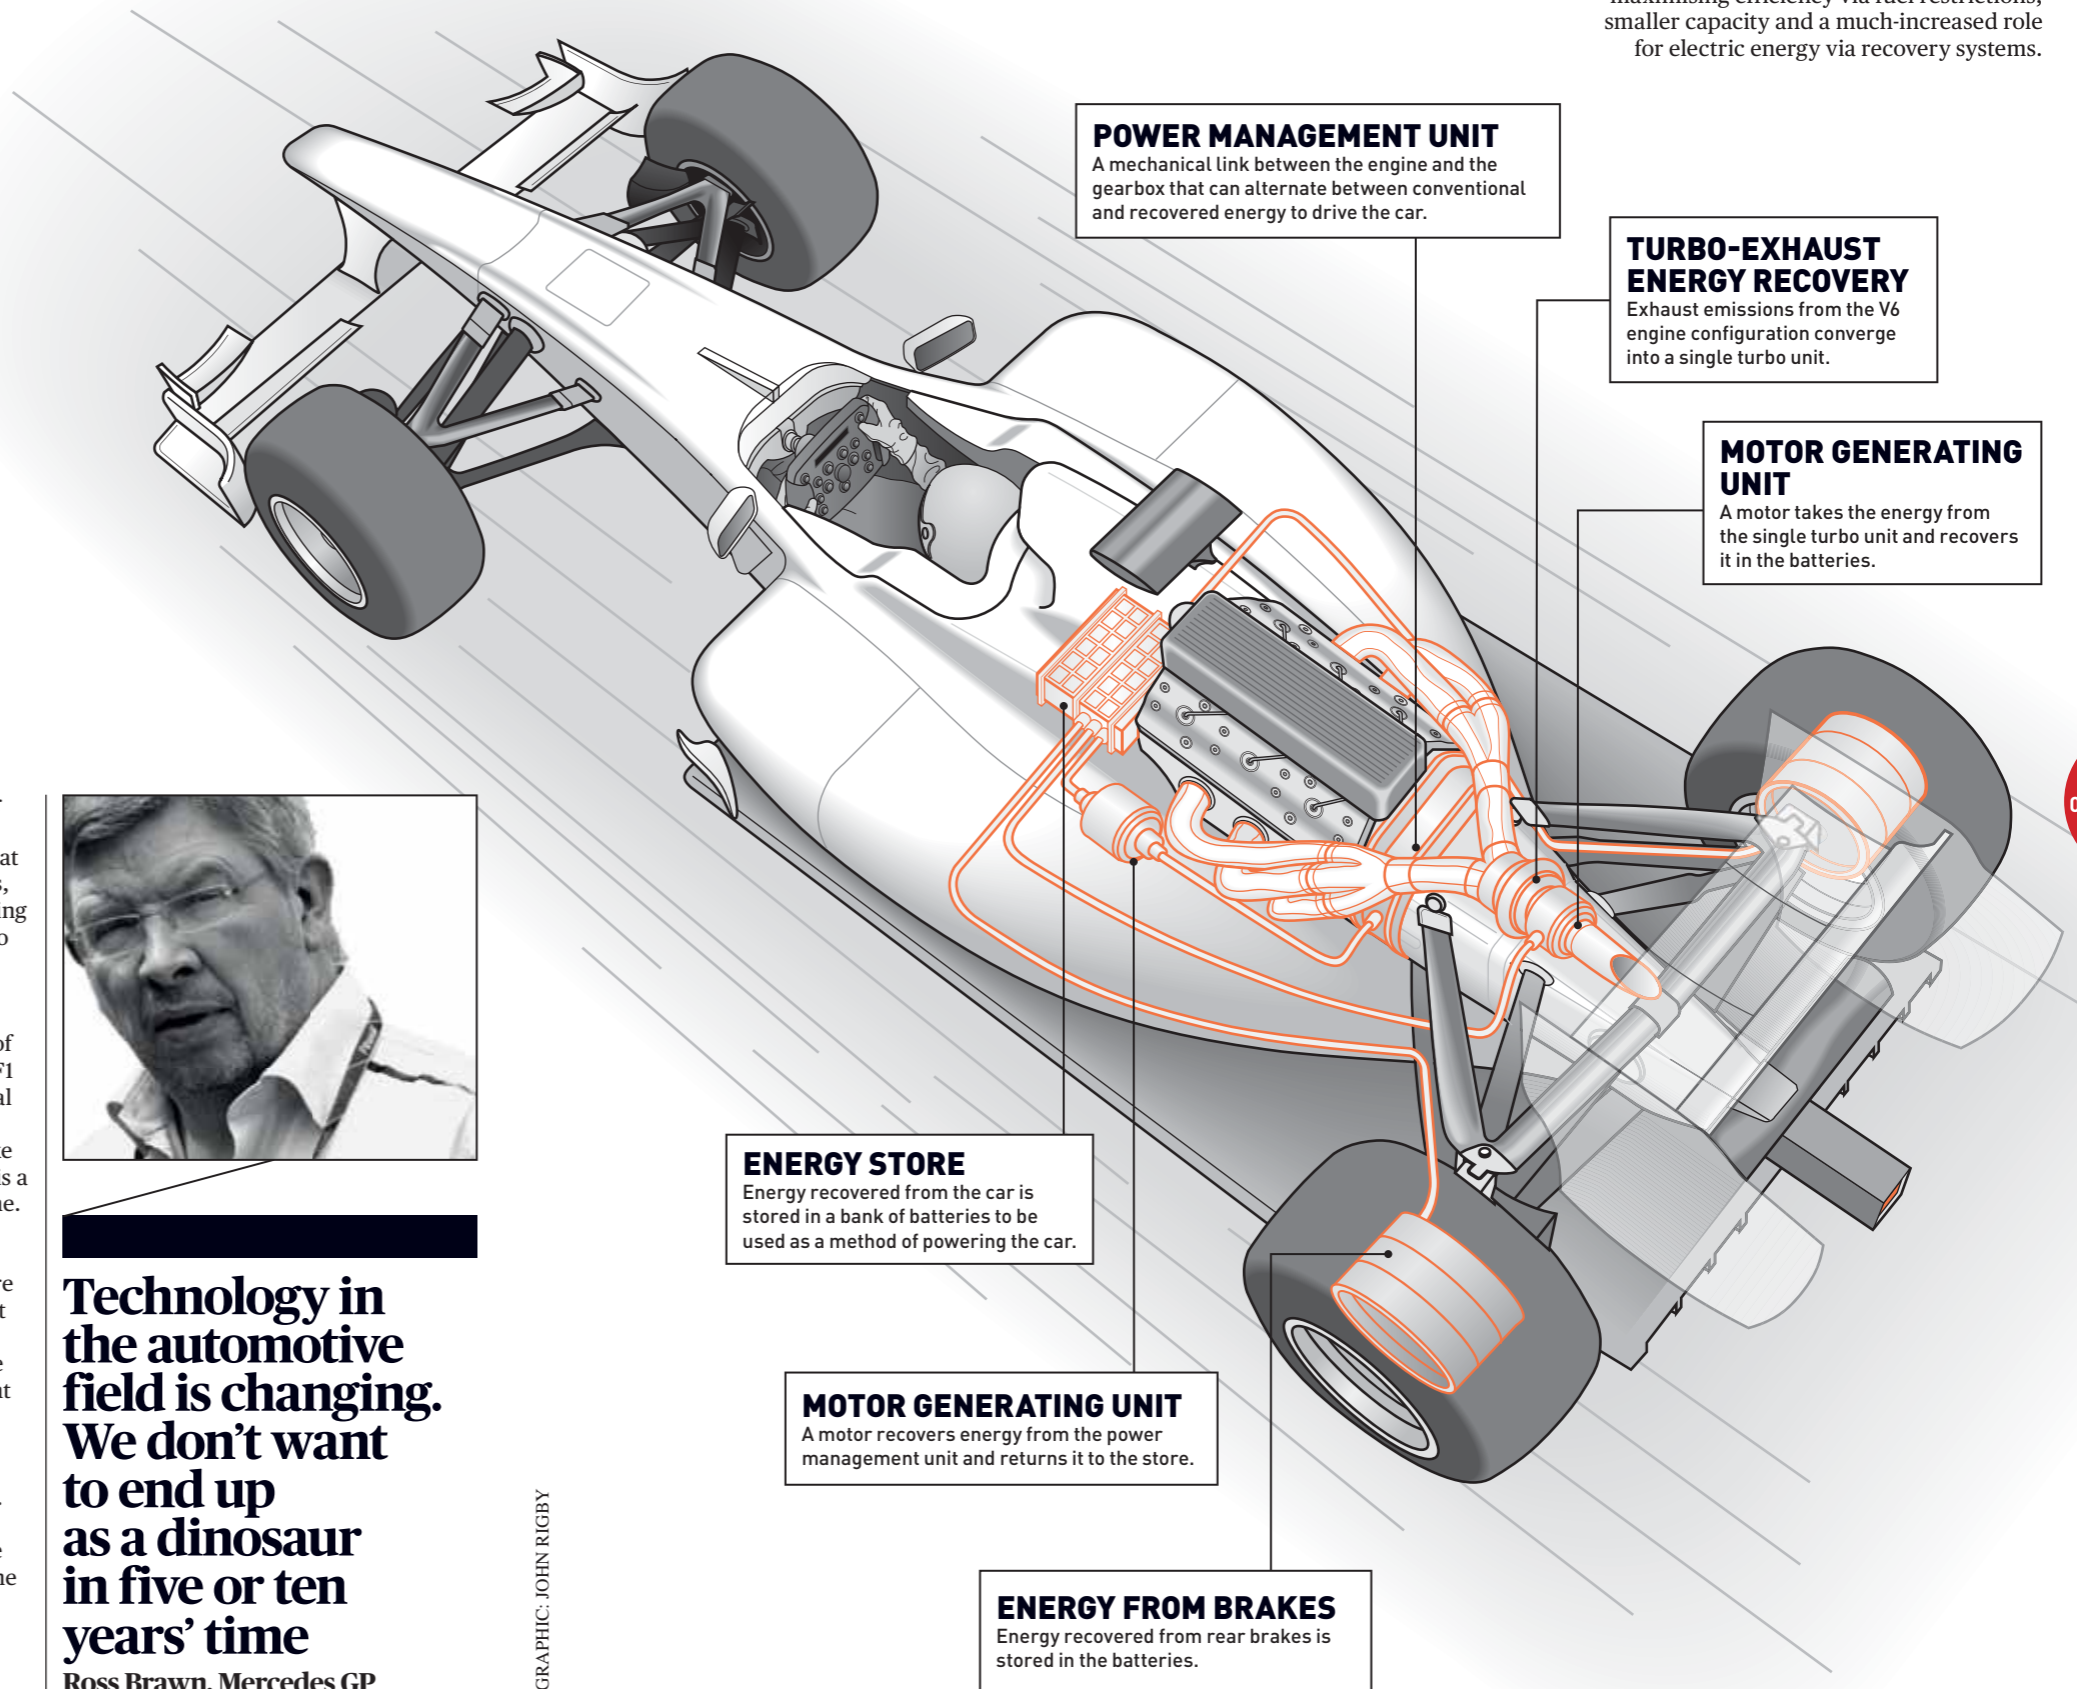 smaller capacity and a much-increased role
for electric energy via recovery systems.
POWER MANAGEMENT UNIT
A mechanical link between the engine and the
gearbox that can alternate between conventional
and recovered energy to drive the car.
TURBO-EXHAUST
ENERGY RECOVERY
Exhaust emissions from the V6
engine configuration converge
into a single turbo unit.
MOTOR GENERATING
UNIT
A motor takes the energy from
the single turbo unit and recovers
it in the batteries.
ENERGY STORE
Energy recovered from the car is
stored in a bank of batteries to be
used as a method of powering the car.
MOTOR GENERATING UNIT
A motor recovers energy from the power
management unit and returns it to the store.
ENERGY FROM BRAKES
Energy recovered from rear brakes is
stored in the batteries.
Technology in
the automotive
field is changing.
We don’t want
to end up
as a dinosaur
in five or ten
years’ time
Ross Brawn, Mercedes GP
GRAPHIC: JOHN RIGBY